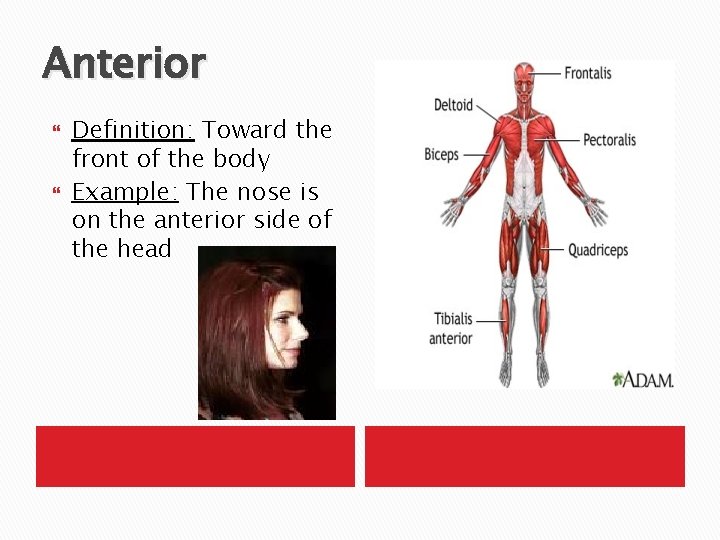 Anterior
Definition: Toward the
front of the body
Example: The nose is
on the anterior side of
the head
Frontalis
Deltoid
Pectoralis
Biceps
Quadriceps
Tibialis
anterior
ADAM.